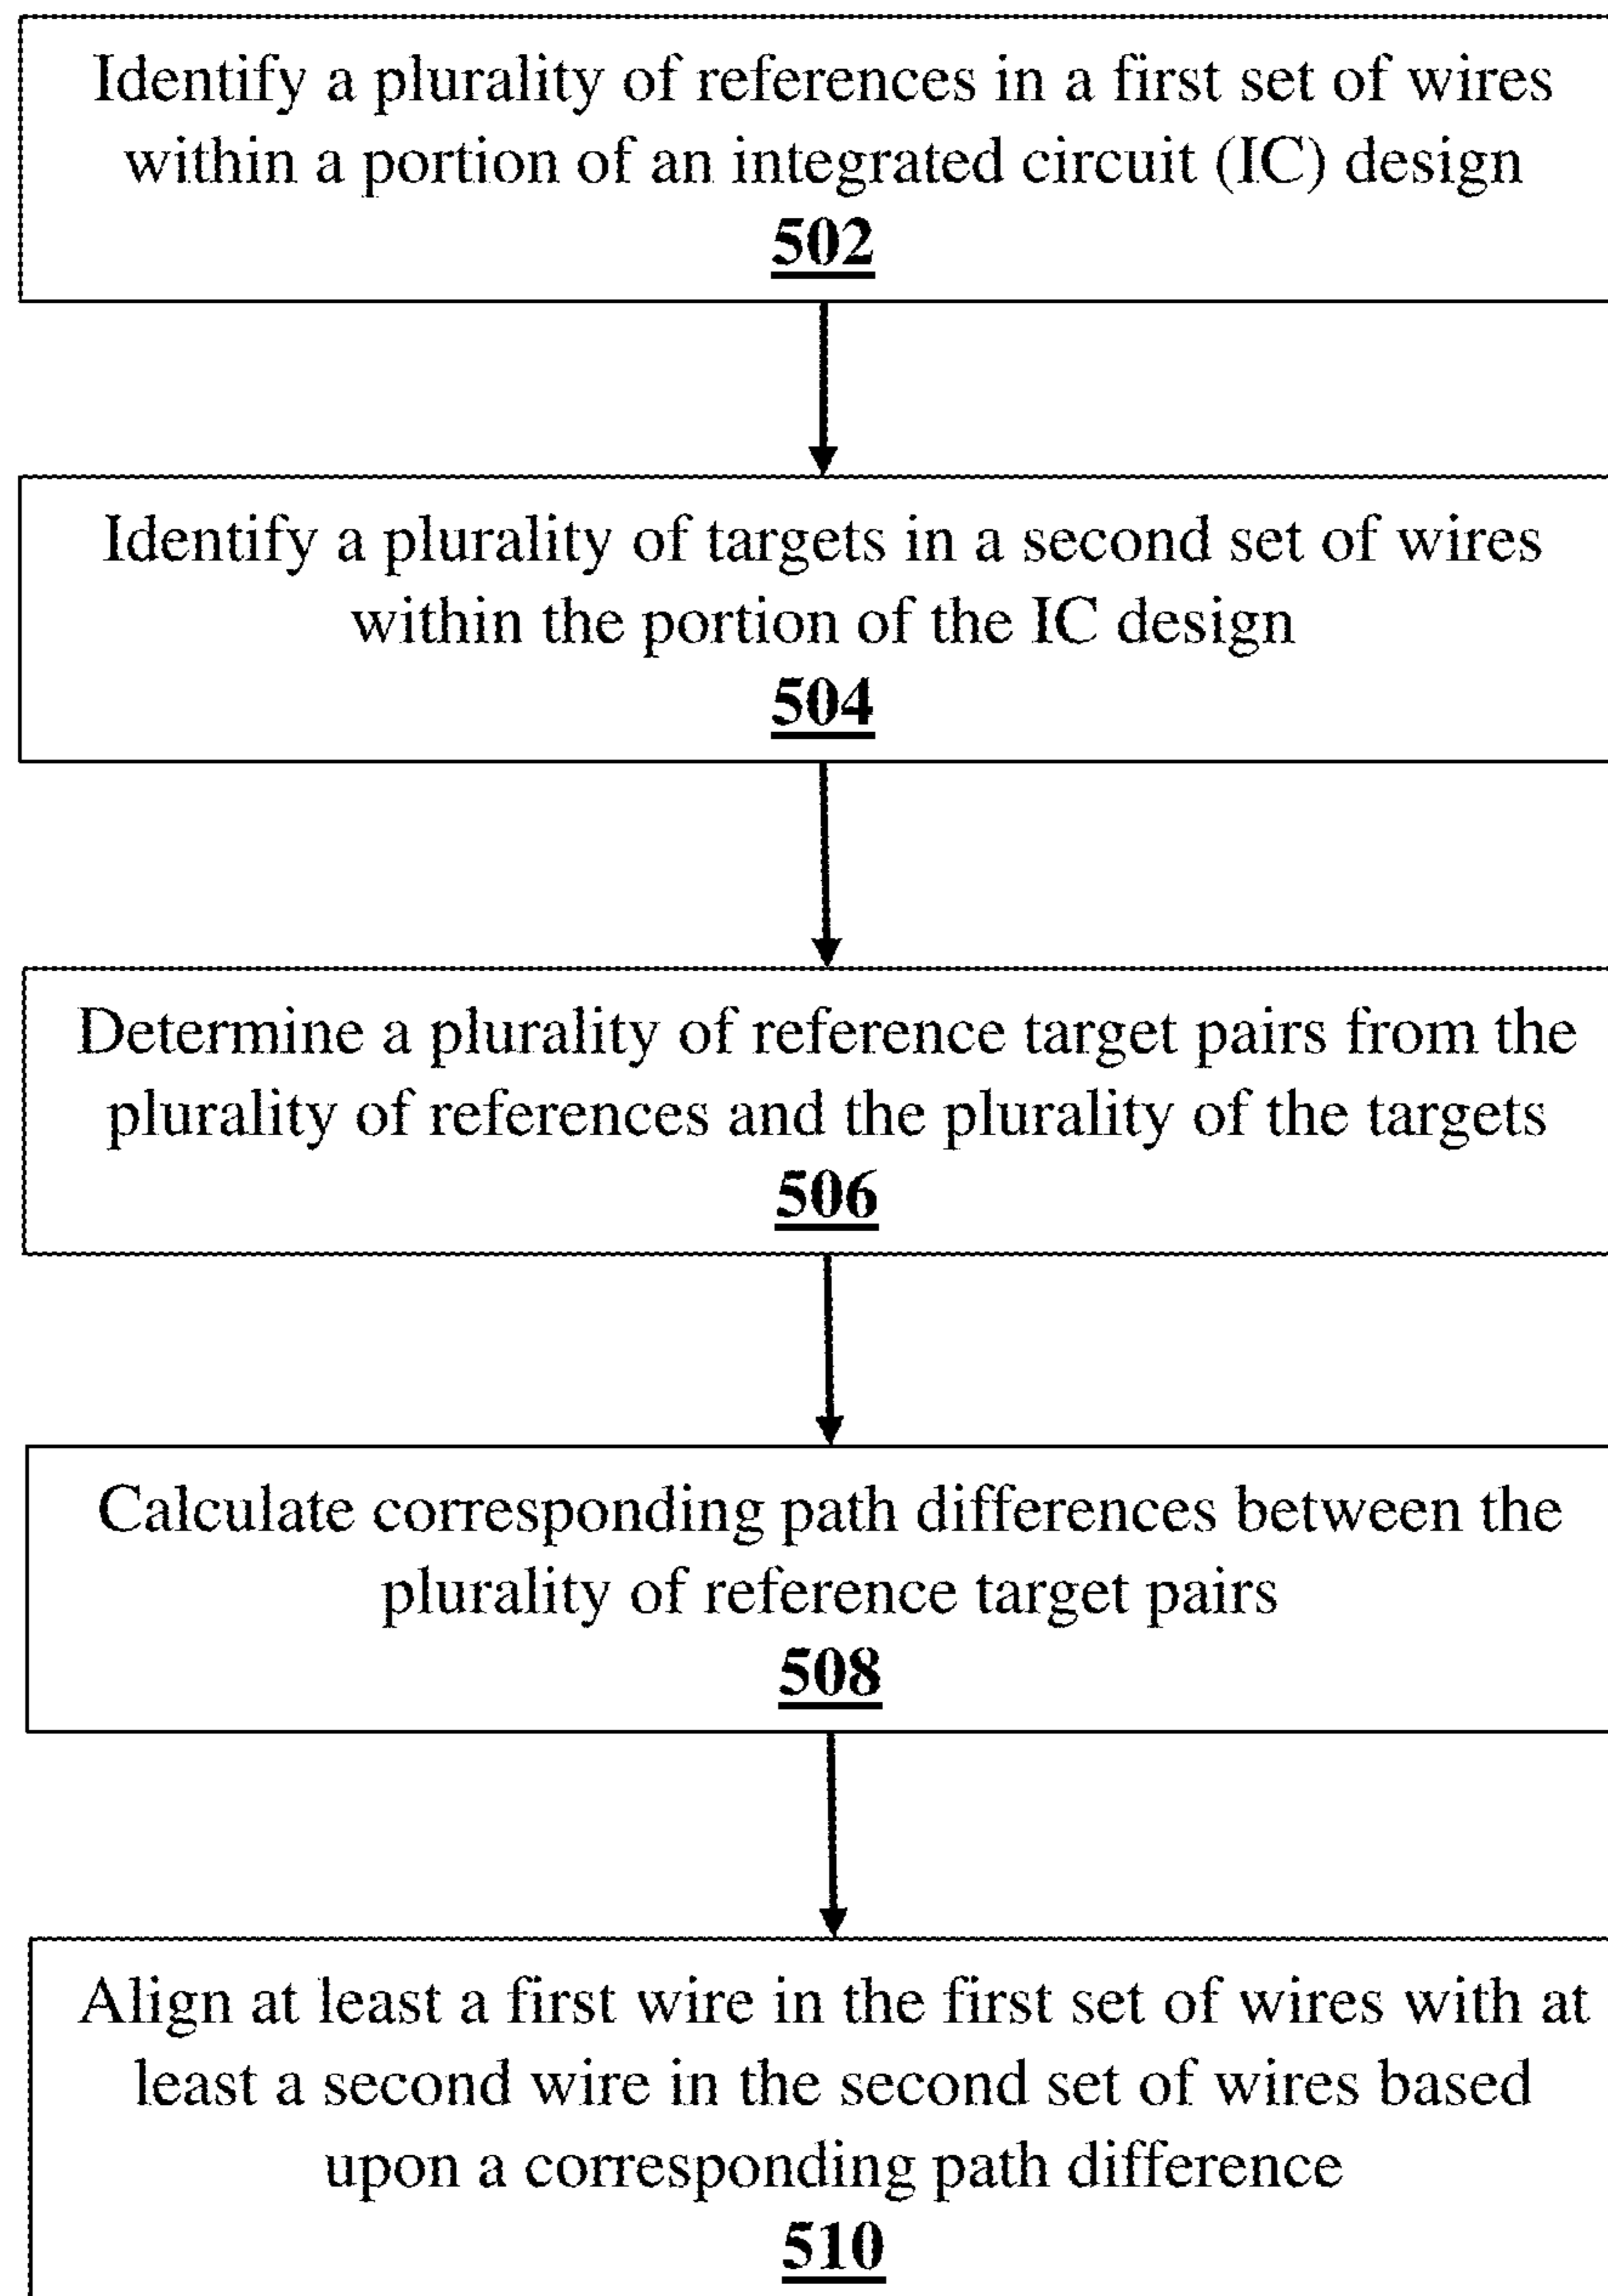 Identify a plurality of references in a first set of wires
within a portion of an integrated circuit (IC) design
502
Identify a plurality of targets in a second set of wires
within the portion of the IC design
504
Determine a plurality of reference target pairs from the
plurality of references and the plurality of the targets
506
Calculate corresponding path differences between the
plurality of reference target pairs
508
Align at least a first wire in the first set of wires with at
least a second wire in the second set of wires based
upon a corresponding path difference
510